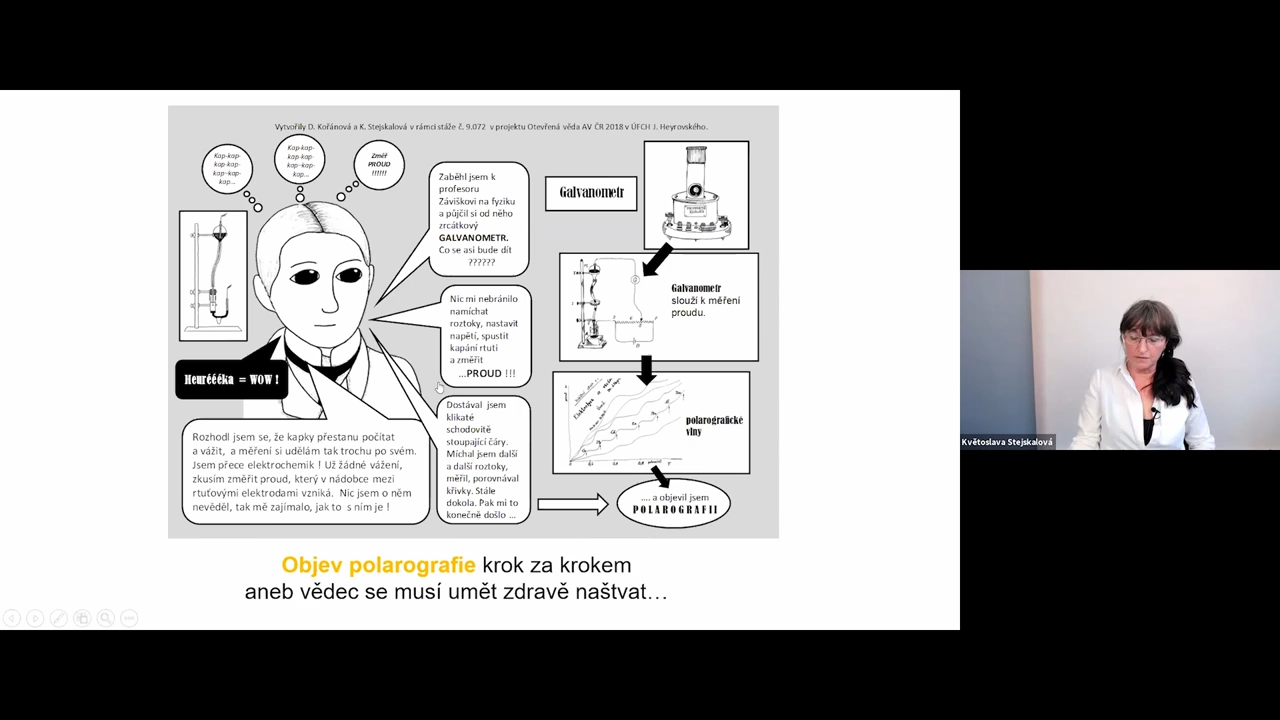 Vytvořily D. Kořánová a K. Stejskalová v rámci stáže č. 9.072 v projektu Otevřená věda AV ČR 2018 v ÚFCH J. Heyrovského.
Kap-kap-
kap-kap-
kap--kap-
kap...
Kap-kap-
kap-kap-
kap--kap-
kap...
Změř
PROUD
!!!!!!
Zaběhl jsem k
profesoru
Záviškovi na fyziku
a půjčil si od něho
zrcátkový
GALVANOMETR.
Co se asi bude dít
??????
Galvanometr
Nic mi nebránilo
namíchat
roztoky, nastavit
napětí, spustit
kapání rtuti
a změřit
...PROUD !!!
Galvanometr
slouží k měření
proudu.
Heuréééka = WOW !
Dostával jsem
klikaté
schodovitě
stoupající čáry.
Míchal jsem další
a další roztoky,
měřil, porovnával
křivky. Stále
dokola. Pak mi to
konečně došlo ...
polarografické
vlny
Rozhodl jsem se, že kapky přestanu počítat
a vážit, a měření si udělám tak trochu po svém.
Jsem přece elektrochemik ! Už žádné vážení,
zkusím změřit proud, který v nádobce mezi
rtuťovými elektrodami vzniká. Nic jsem o něm
nevěděl, tak mě zajímalo, jak to s ním je !
.... a objevil jsem
POLAROGRAFII
Objev polarografie krok za krokem
aneb vědec se musí umět zdravě naštvat…
Květoslava Stejskalová